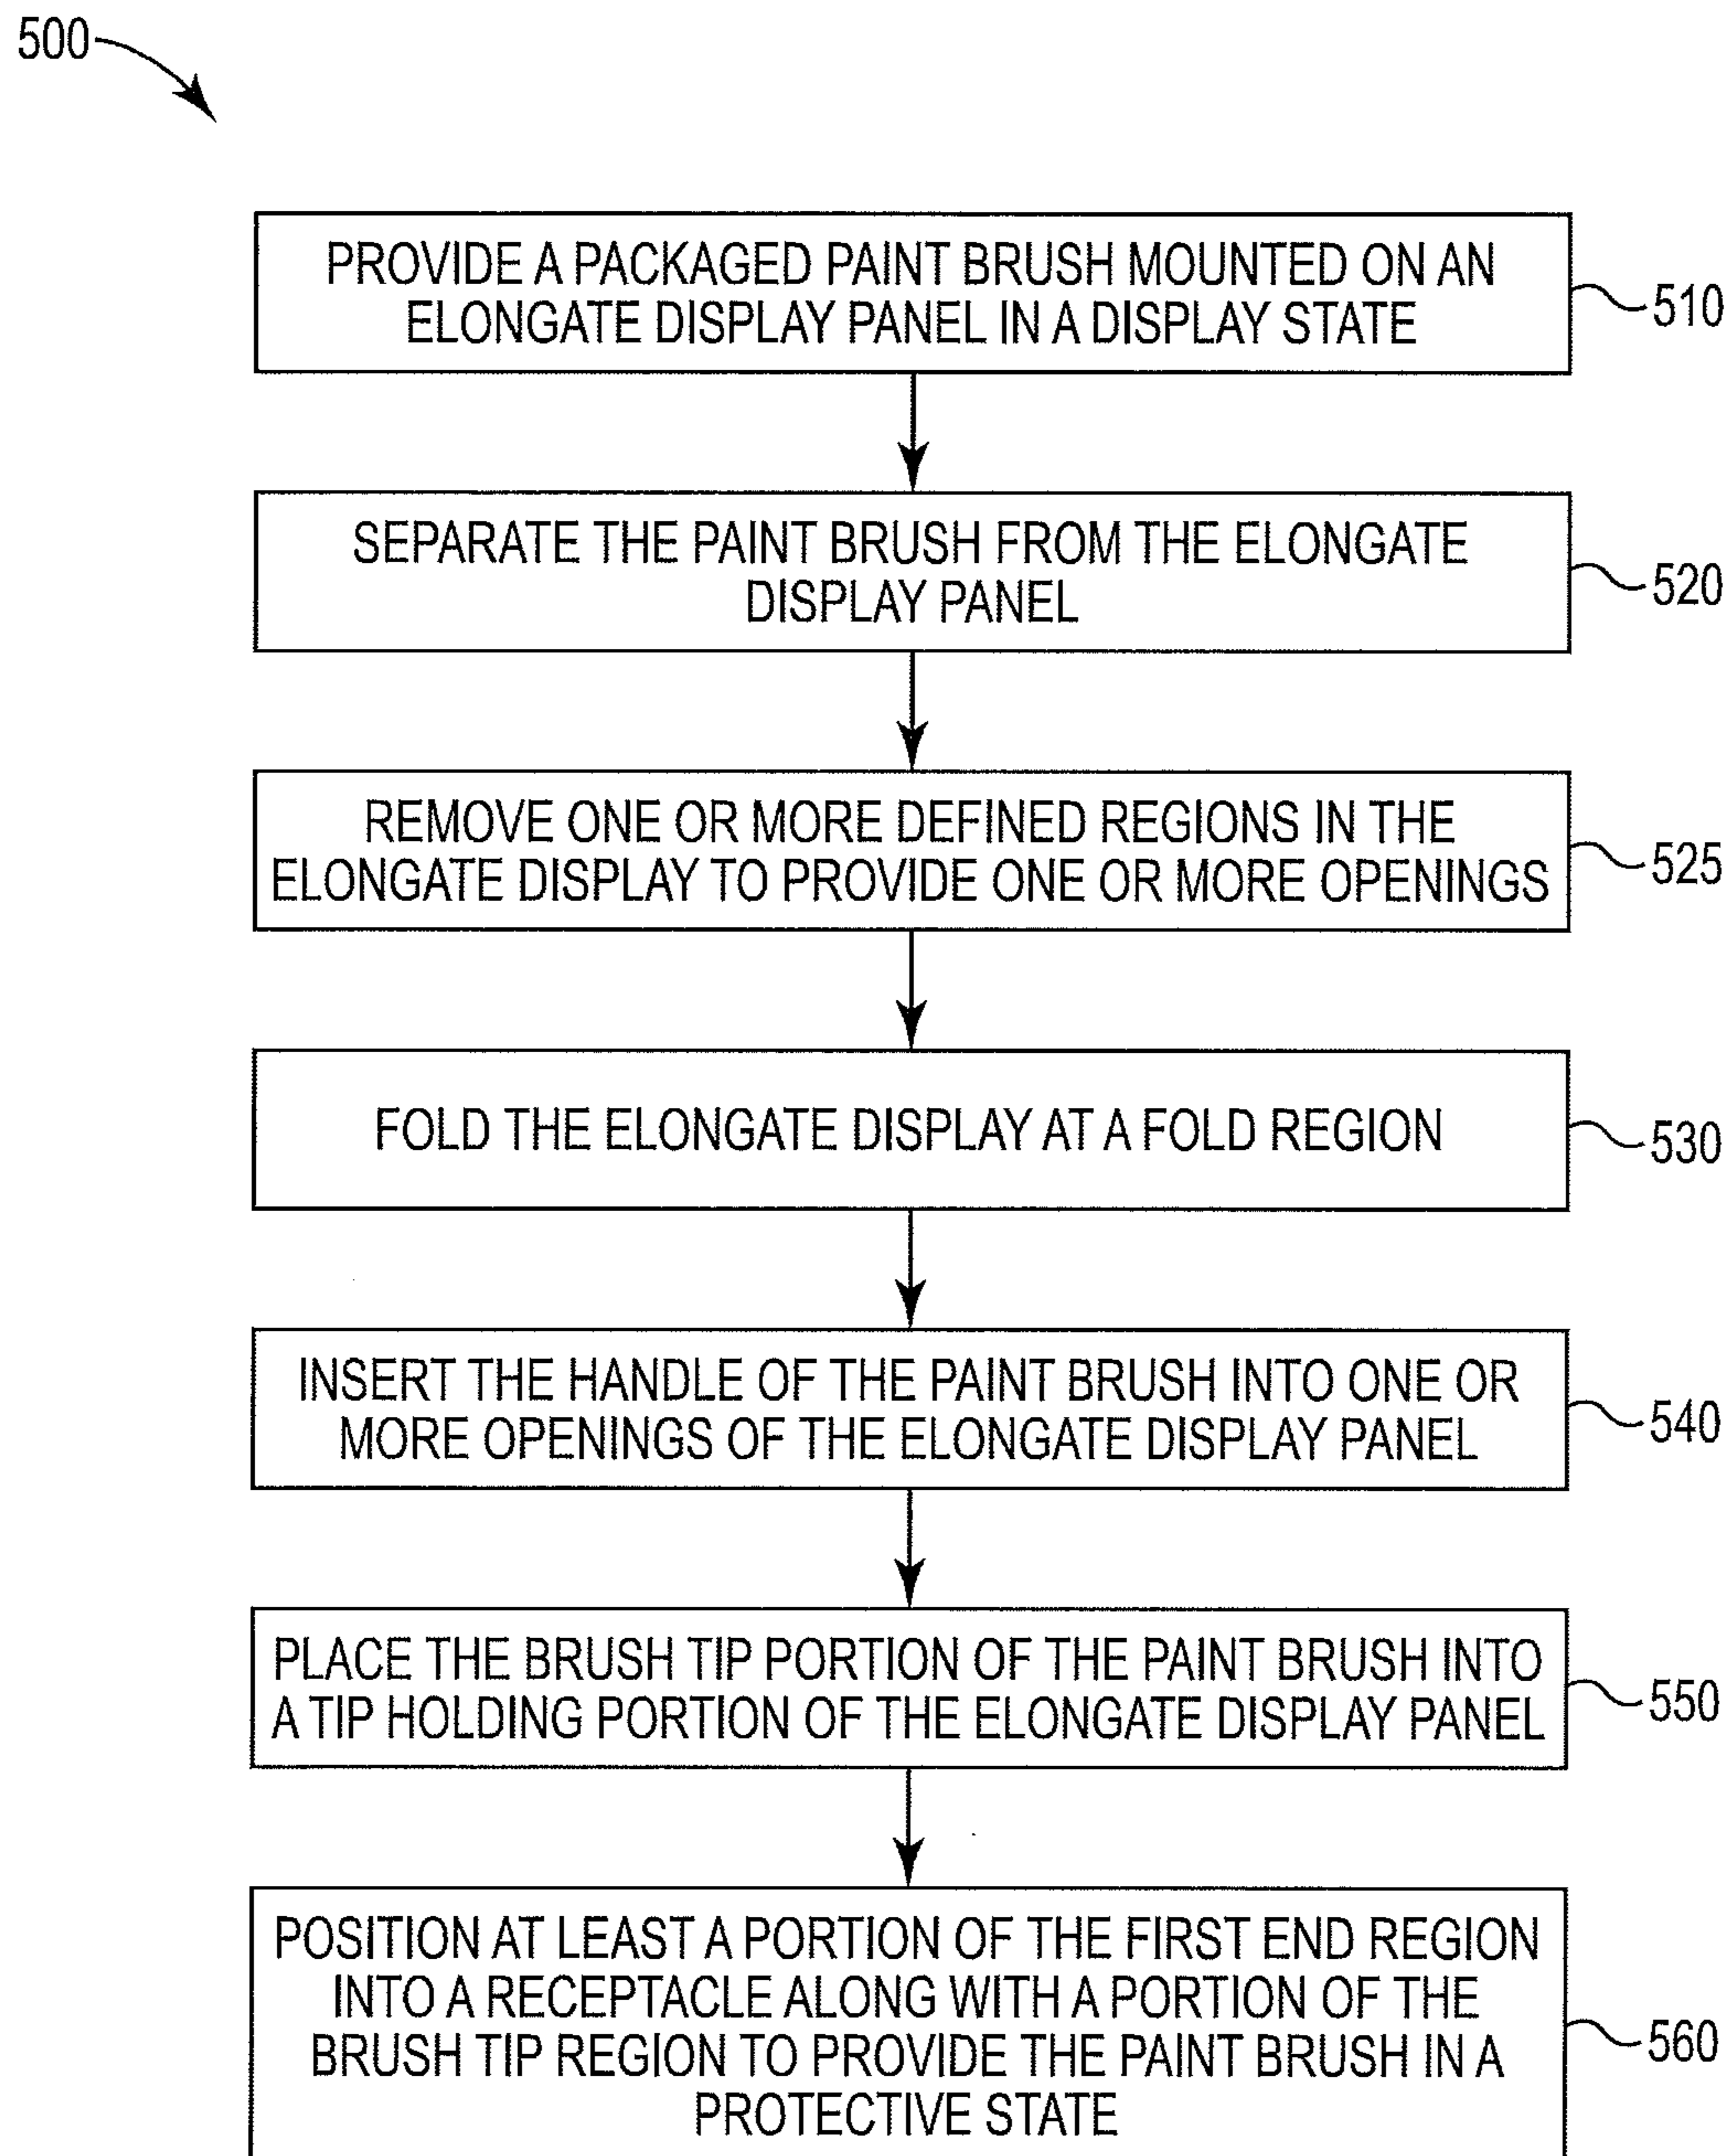 500
PROVIDE A PACKAGED PAINT BRUSH MOUNTED ON AN
ELONGATE DISPLAY PANEL IN A DISPLAY STATE
510
SEPARATE THE PAINT BRUSH FROM THE ELONGATE
DISPLAY PANEL
520
REMOVE ONE OR MORE DEFINED REGIONS IN THE
ELONGATE DISPLAY TO PROVIDE ONE OR MORE OPENINGS
525
FOLD THE ELONGATE DISPLAY AT A FOLD REGION
530
INSERT THE HANDLE OF THE PAINT BRUSH INTO ONE OR
MORE OPENINGS OF THE ELONGATE DISPLAY PANEL
540
PLACE THE BRUSH TIP PORTION OF THE PAINT BRUSH INTO
A TIP HOLDING PORTION OF THE ELONGATE DISPLAY PANEL
550
POSITION AT LEAST A PORTION OF THE FIRST END REGION
INTO A RECEPTACLE ALONG WITH A PORTION OF THE
BRUSH TIP REGION TO PROVIDE THE PAINT BRUSH IN A
PROTECTIVE STATE
560